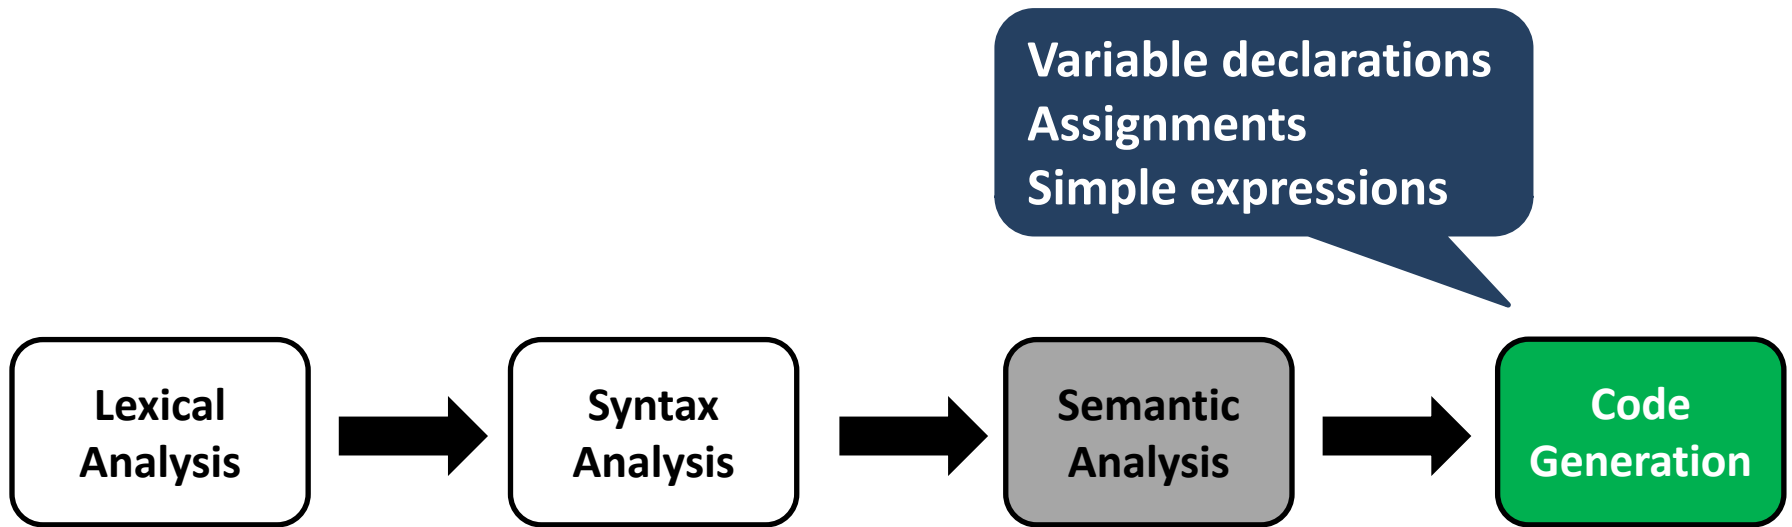 Variable declarations
Assignments
Simple expressions
Lexical
Analysis
Syntax
Analysis
Semantic
Analysis
Code
Generation